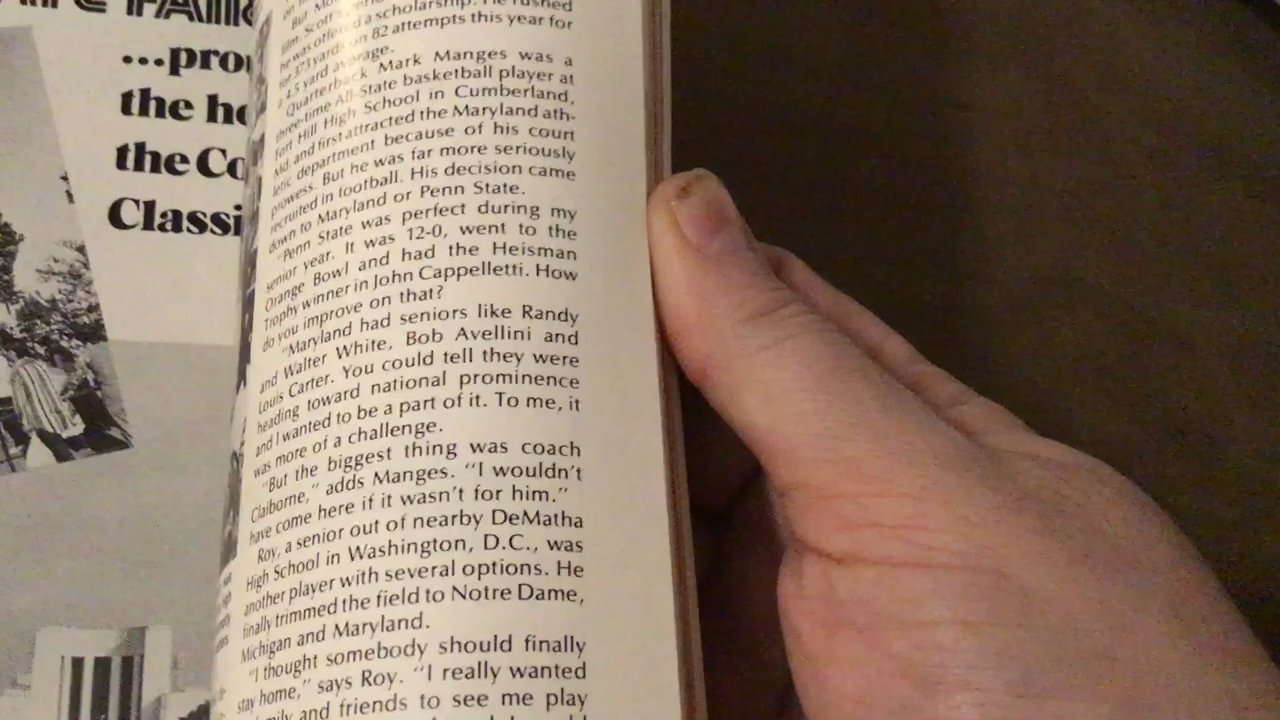 ...pro
the ho
the Co
Classi
a scholarship. He rushed
for 373 yards on 82 attempts this year for
a 4.5 yard average.
Quarterback Mark Manges was a
three-time All-State basketball player at
Fort Hill High School in Cumberland,
Md. and first attracted the Maryland ath-
letic department because of his court
prowess. But he was far more seriously
recruited in football. His decision came
down to Maryland or Penn State.
"Penn State was perfect during my
senior year. It was 12-0, went to the
Orange Bowl and had the Heisman
Trophy winner in John Cappelletti. How
do you improve on that?
"Maryland had seniors like Randy
and Walter White, Bob Avellini and
Louis Carter. You could tell they were
heading toward national prominence
and I wanted to be a part of it. To me, it
was more of a challenge.
"But the biggest thing was coach
Claiborne," adds Manges. "I wouldn't
have come here if it wasn't for him."
Roy, a senior out of nearby DeMatha
High School in Washington, D.C., was
another player with several options. He
finally trimmed the field to Notre Dame,
Michigan and Maryland.
"I thought somebody should finally
stay home," says Roy. "I really wanted
and friends to see me play